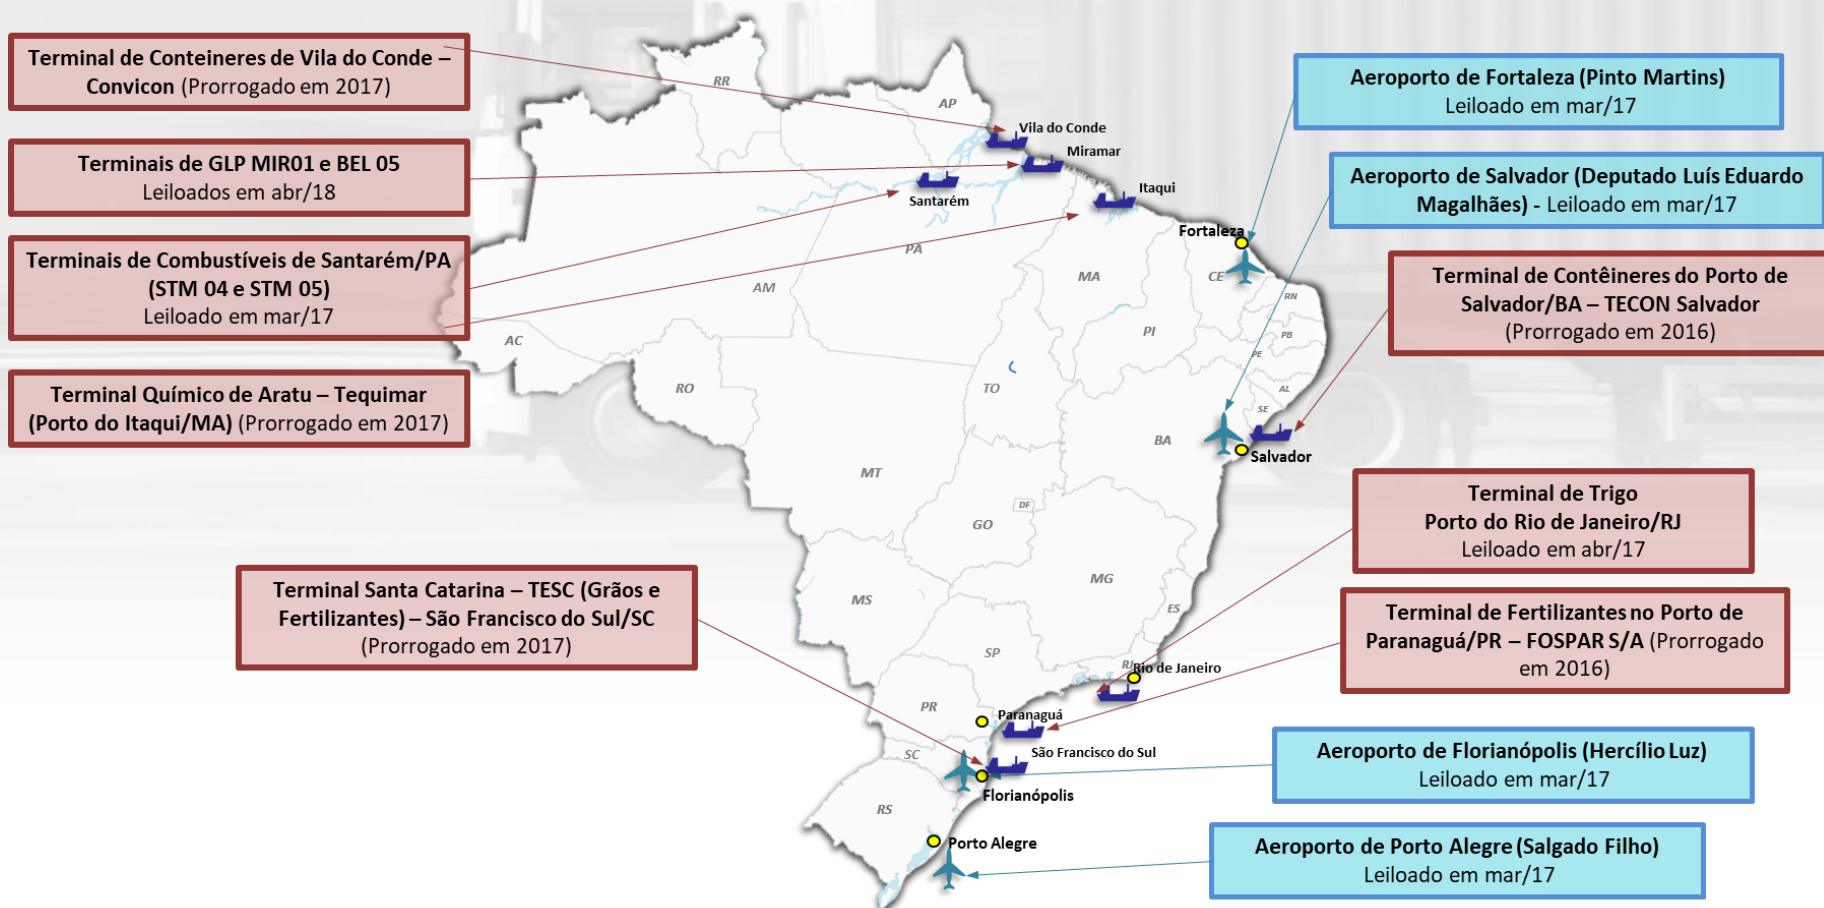 Terminal de Conteineres de Vila do Conde –
Convicon (Prorrogado em 2017)
Terminais de GLP MIR01 e BEL 05
Leiloados em abr/18
Terminais de Combustíveis de Santarém/PA
(STM 04 e STM 05)
Leiloado em mar/17
Terminal Químico de Aratu – Tequimar
(Porto do Itaqui/MA) (Prorrogado em 2017)
Terminal Santa Catarina – TESC (Grãos e
Fertilizantes) – São Francisco do Sul/SC
(Prorrogado em 2017)
Aeroporto de Fortaleza (Pinto Martins)
Leiloado em mar/17
Aeroporto de Salvador (Deputado Luís Eduardo
Magalhães) - Leiloado em mar/17
Terminal de Contêineres do Porto de
Salvador/BA – TECON Salvador
(Prorrogado em 2016)
Terminal de Trigo
Porto do Rio de Janeiro/RJ
Leiloado em abr/17
Terminal de Fertilizantes no Porto de
Paranaguá/PR – FOSPAR S/A (Prorrogado
em 2016)
Aeroporto de Florianópolis (Hercílio Luz)
Leiloado em mar/17
Aeroporto de Porto Alegre (Salgado Filho)
Leiloado em mar/17
RR
AP
Vila do Conde
Miramar
Santarém
Itaqui
Fortaleza
PA
MA
CE
AM
RN
PI
PB
AC
PE
RO
TO
AL
SE
BA
Salvador
MT
DF
GO
MG
MS
ES
SP
RJ
Rio de Janeiro
PR
Paranaguá
SC
São Francisco do Sul
Florianópolis
RS
Porto Alegre